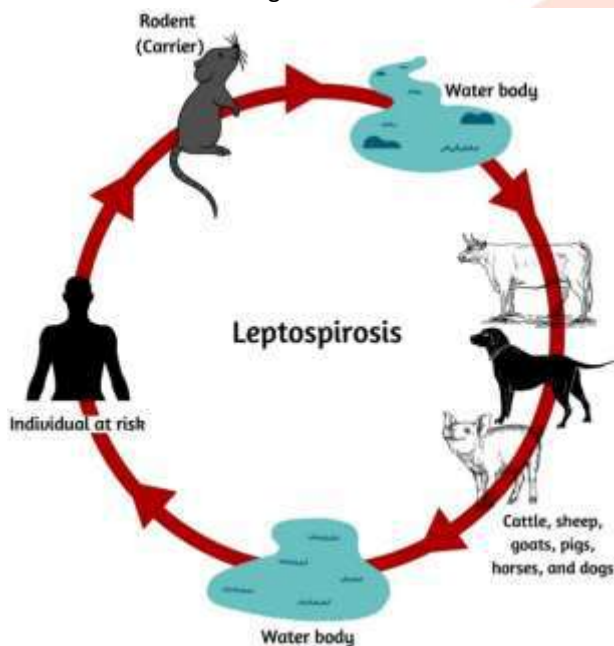 Rodent
(Carrier)
Water body
Leptospirosis
Individual at risk
Cattle, sheep,
goats, pigs,
horses, and dogs
Water body